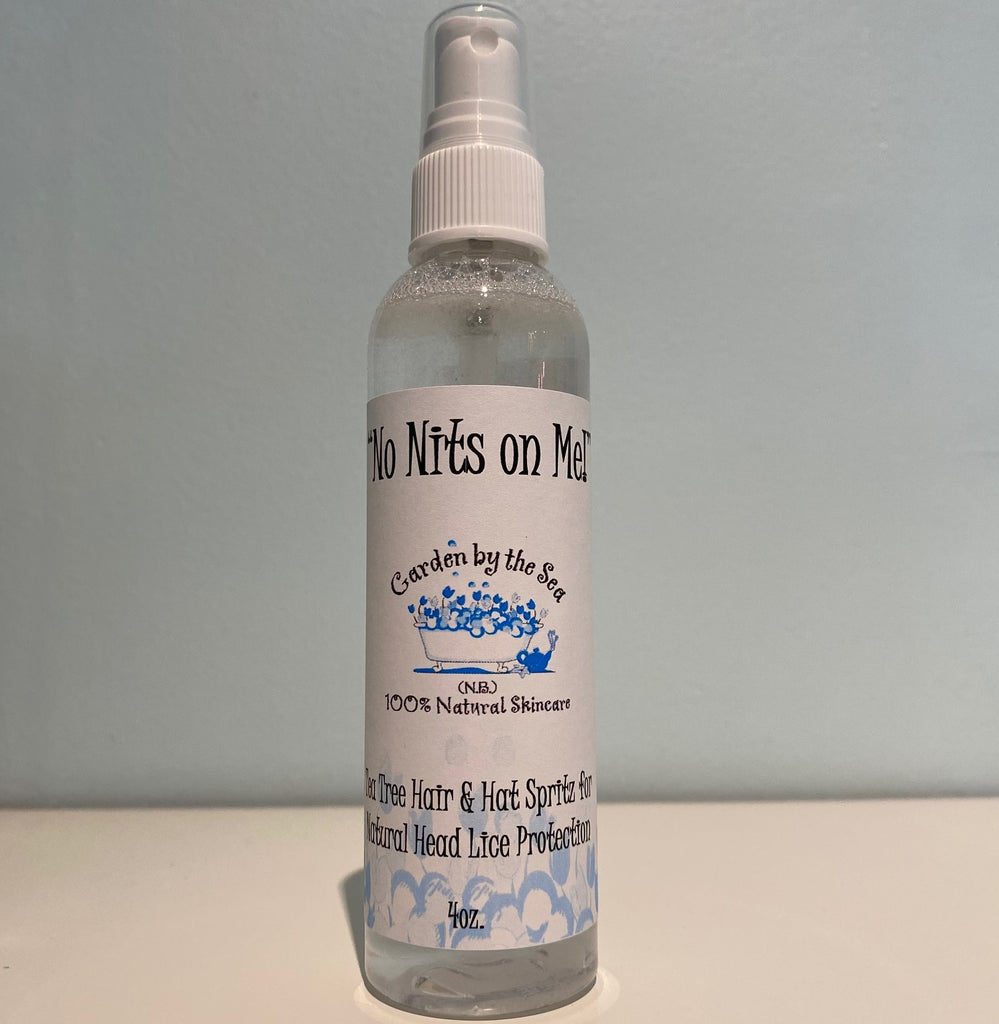 "No Nits on Me!"
Garden by the Sea
(N.B.)
100% Natural Skincare
Tea Tree Hair & Hat Spritz for
Natural Head Lice Protection
4oz.